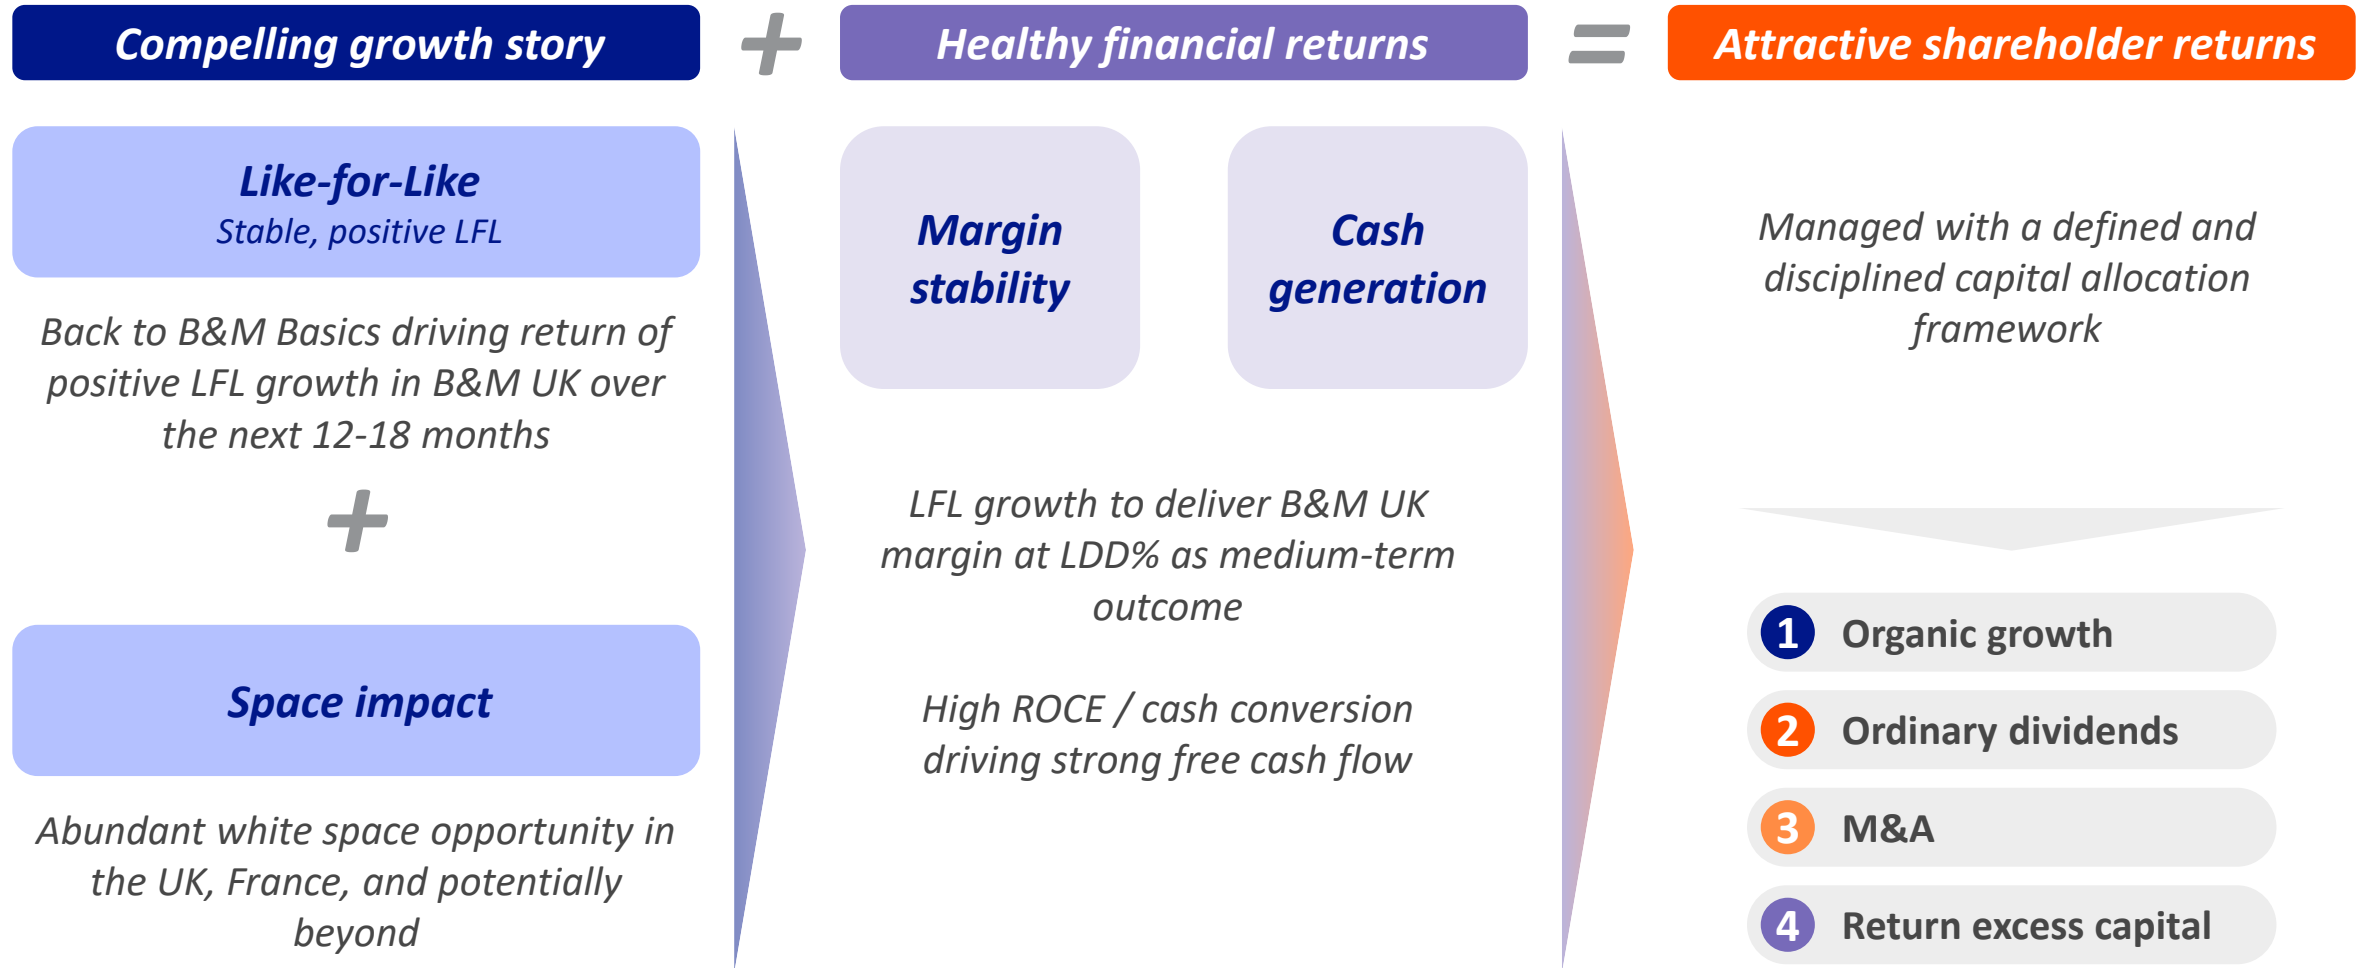 Compelling growth story
+
Healthy financial returns
=
Attractive shareholder returns
Like-for-Like
Stable, positive LFL
Back to B&M Basics driving return of
positive LFL growth in B&M UK over
the next 12-18 months
+
Space impact
Abundant white space opportunity in
the UK, France, and potentially
beyond
Margin
stability
Cash
generation
LFL growth to deliver B&M UK
margin at LDD% as medium-term
outcome
High ROCE / cash conversion
driving strong free cash flow
Managed with a defined and
disciplined capital allocation
framework
1 Organic growth
2 Ordinary dividends
3 M&A
4 Return excess capital